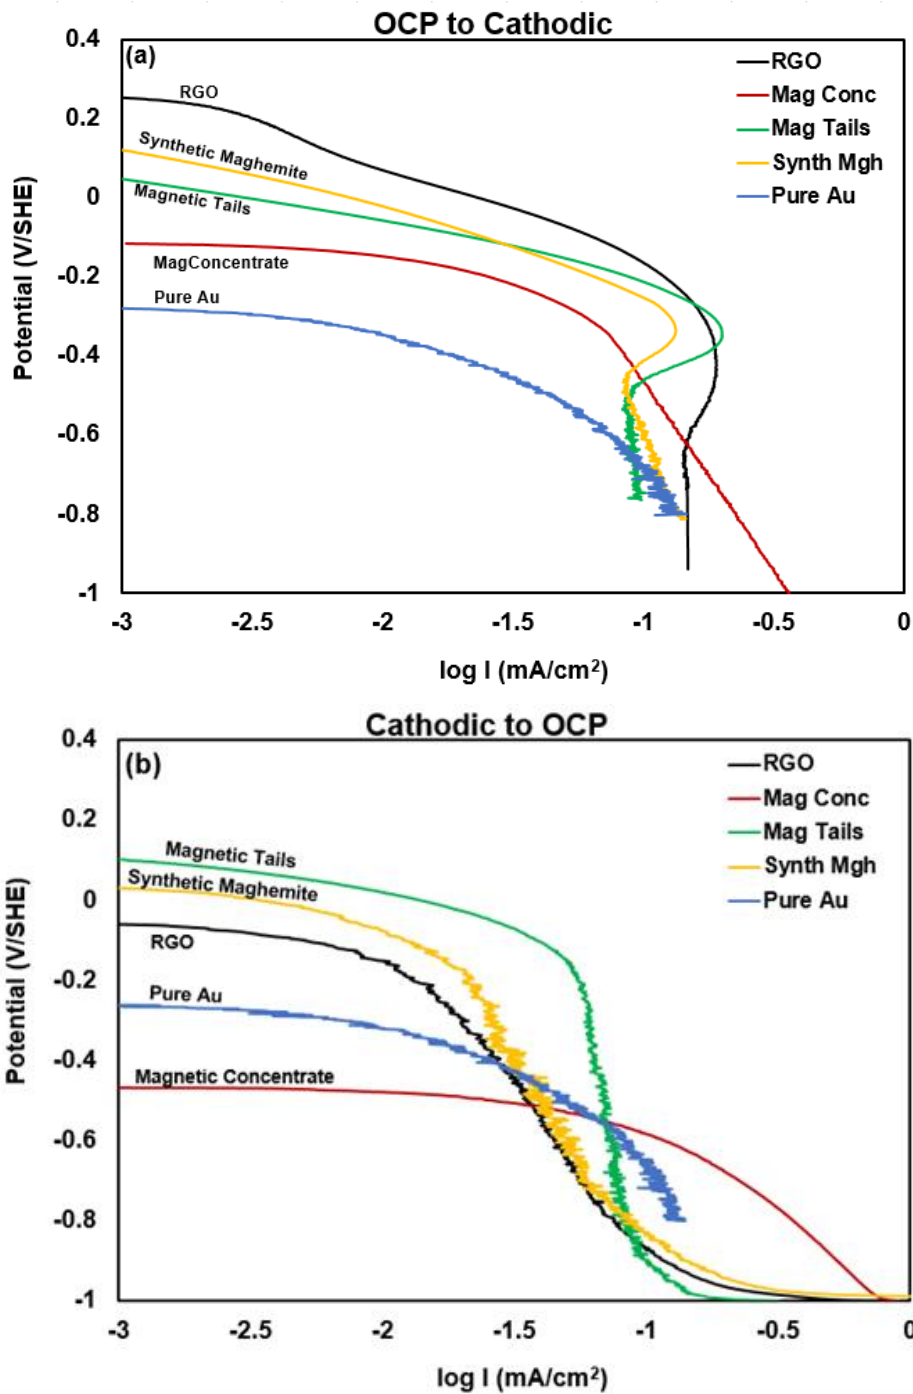 OCP to Cathodic
(a)
0.4
0.2
0
-0.2
-0.4
-0.6
-0.8
-1
Potential (V/SHE)
RGO
Synthetic Maghemite
Magnetic Tails
MagConcentrate
Pure Au
RGO
Mag Conc
Mag Tails
Synth Mgh
Pure Au
-3 -2.5 -2 -1.5 -1 -0.5 0
log I (mA/cm²)
Cathodic to OCP
(b)
0.4
0.2
0
-0.2
-0.4
-0.6
-0.8
-1
Potential (V/SHE)
Magnetic Tails
Synthetic Maghemite
RGO
Pure Au
Magnetic Concentrate
RGO
Mag Conc
Mag Tails
Synth Mgh
Pure Au
-3 -2.5 -2 -1.5 -1 -0.5 0
log I (mA/cm²)